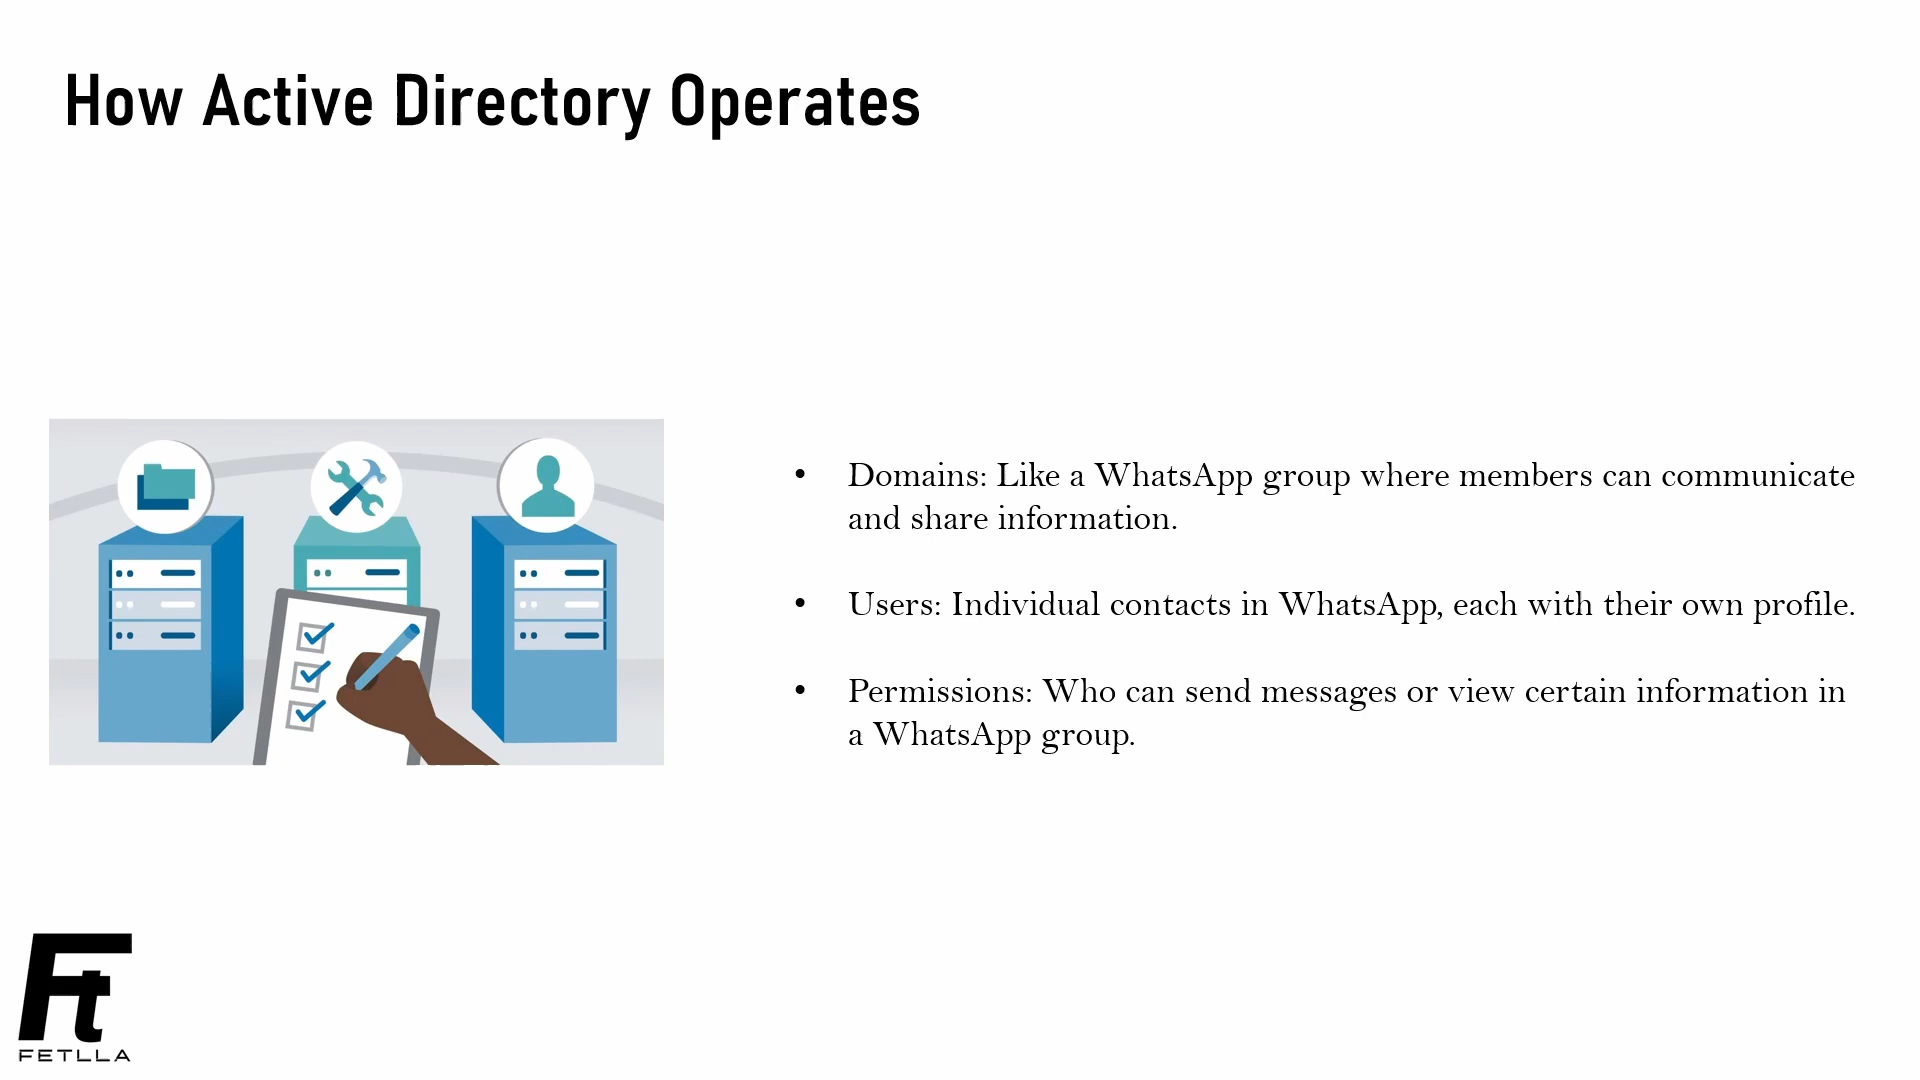 How Active Directory Operates
• Domains: Like a WhatsApp group where members can communicate
and share information.
• Users: Individual contacts in WhatsApp, each with their own profile.
• Permissions: Who can send messages or view certain information in
a WhatsApp group.
Ft
FETLLA